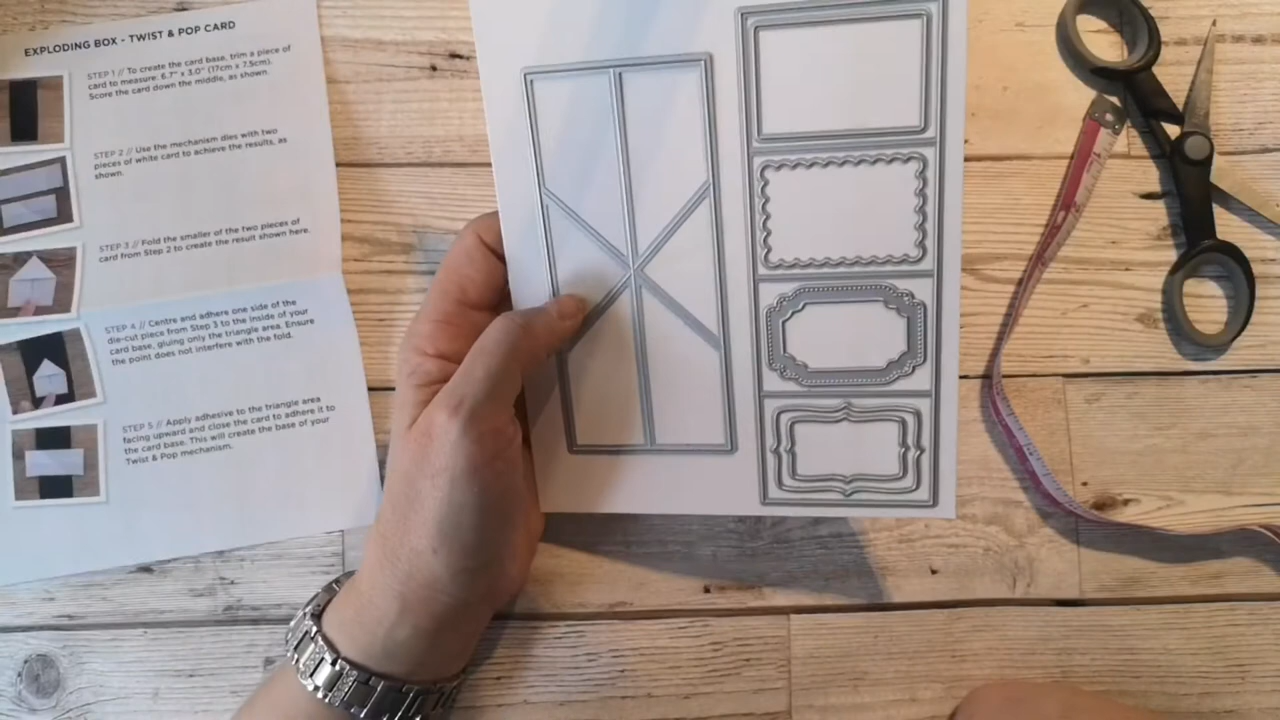 EXPLODING BOX - TWIST & POP CARD
STEP 1 // To create the card base, trim a piece of
card to measure: 6.7" x 3.0" (17cm x 7.5cm).
Score the card down the middle, as shown.
STEP 2 // Use the mechanism dies with two
pieces of white card to achieve the results, as
shown.
STEP 3 // Fold the smaller of the two pieces of
card from Step 2 to create the result shown here.
STEP 4 // Centre and adhere one side of the
die-cut piece from Step 3 to the inside of your
card base, gluing only the triangle area. Ensure
the point does not interfere with the fold.
STEP 5 // Apply adhesive to the triangle area
facing upward and close the card to adhere it to
the card base. This will create the base of your
Twist & Pop mechanism.